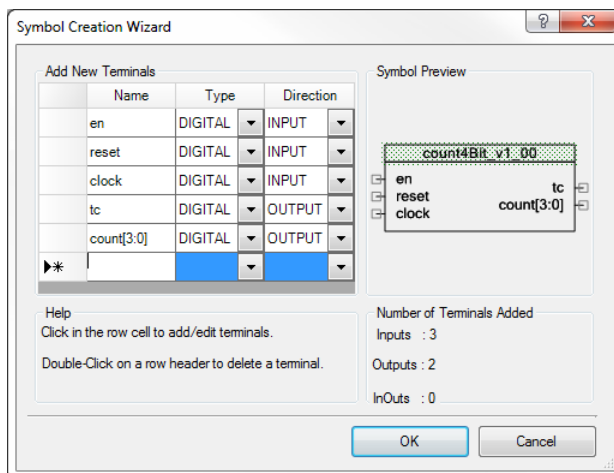 Symbol Creation Wizard
Add New Terminals
Name Type Direction
en DIGITAL INPUT
reset DIGITAL INPUT
clock DIGITAL INPUT
tc DIGITAL OUTPUT
count[3:0] DIGITAL OUTPUT
Symbol Preview
count4Bit_v1_00
en
reset
clock
tc
count[3:0]
Help
Click in the row cell to add/edit terminals.
Double-Click on a row header to delete a terminal.
Number of Terminals Added
Inputs : 3
Outputs : 2
InOuts : 0
OK
Cancel